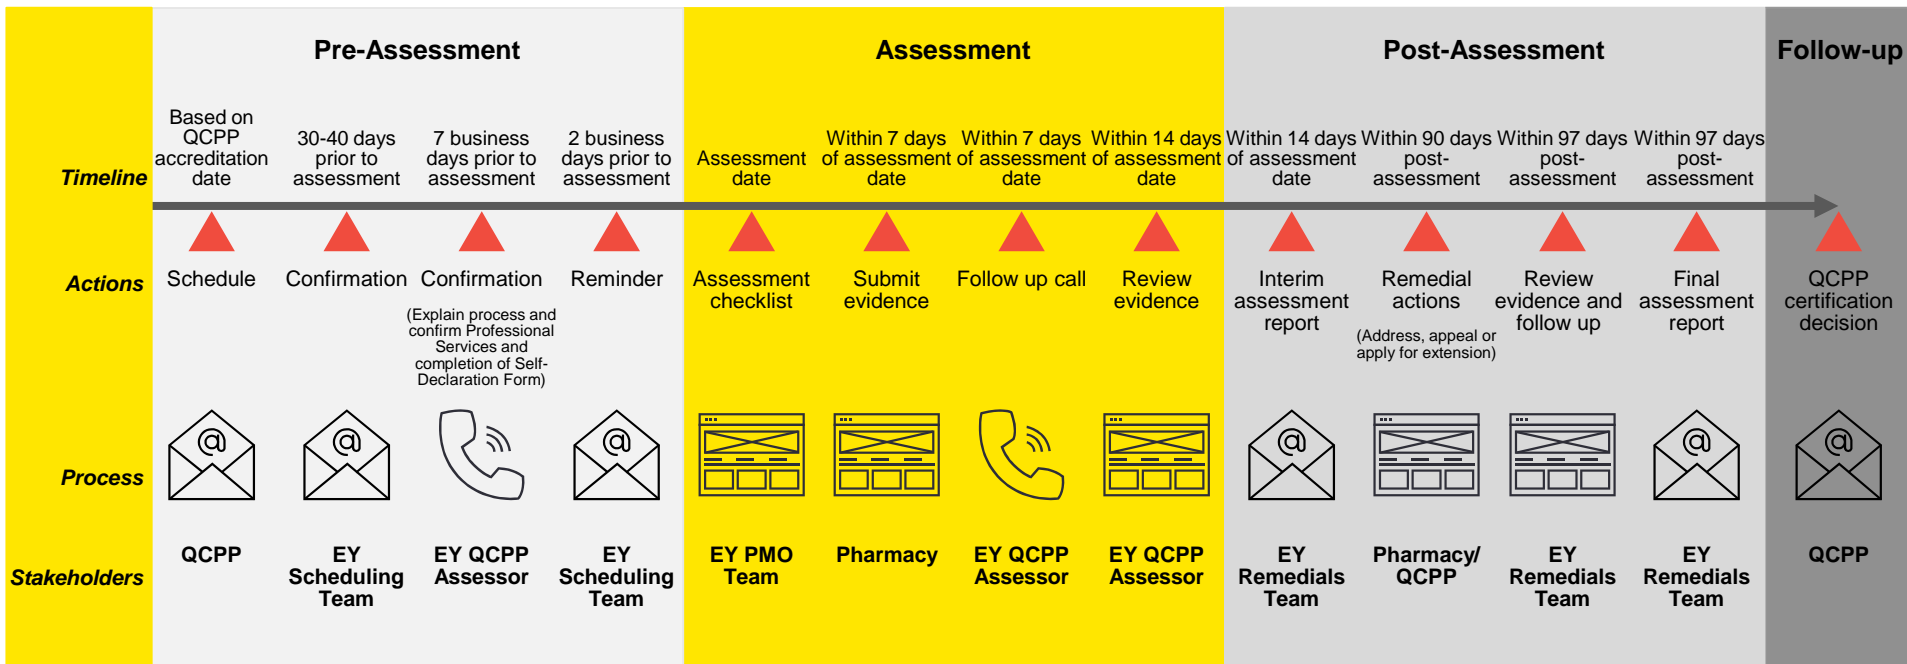 Pre-Assessment
Assessment
Post-Assessment
Follow-up
Timeline
Based on
QCPP
accreditation
date
30-40 days
prior to
assessment
7 business
days prior to
assessment
2 business
days prior to
assessment
Assessment
date
Within 7 days
of assessment
date
Within 7 days
of assessment
date
Within 14 days
of assessment
date
Within 14 days
of assessment
date
Within 90 days
post-
assessment
Within 97 days
post-
assessment
Within 97 days
post-
assessment
Actions
Schedule
Confirmation
Confirmation
(Explain process and
confirm Professional
Services and
completion of Self-
Declaration Form)
Reminder
Assessment
checklist
Submit
evidence
Follow up call
Review
evidence
Interim
assessment
report
Remedial
actions
(Address, appeal or
apply for extension)
Review
evidence and
follow up
Final
assessment
report
QCPP
certification
decision
Process
@
@
@
@
@
@
Stakeholders
QCPP
EY
Scheduling
Team
EY QCPP
Assessor
EY
Scheduling
Team
EY PMO
Team
Pharmacy
EY QCPP
Assessor
EY QCPP
Assessor
EY
Remedials
Team
Pharmacy/
QCPP
EY
Remedials
Team
EY
Remedials
Team
QCPP